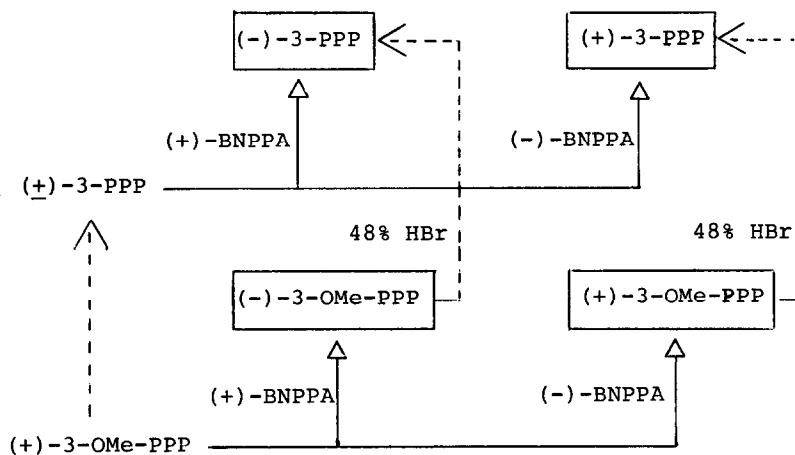 (-)-3-PPP
(+)-3-PPP
(+)-BNPPA
(-)-BNPPA
(±)-3-PPP
48% HBr
48% HBr
(-)-3-OMe-PPP
(+)-3-OMe-PPP
(+)-BNPPA
(-)-BNPPA
(+)-3-OMe-PPP